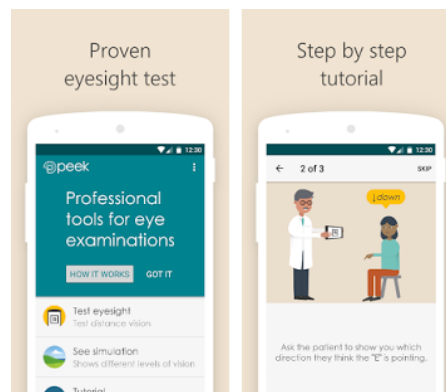 Proven
eyesight test
12:30
peek
Professional
tools for eye
examinations
HOW IT WORKS GOT IT
Test eyesight
Test distance vision
See simulation
Shows different levels of vision
Tutorial
Step by step
tutorial
12:30
2 of 3 SKIP
down
Ask the patient to show you which
direction they think the "E" is pointing.